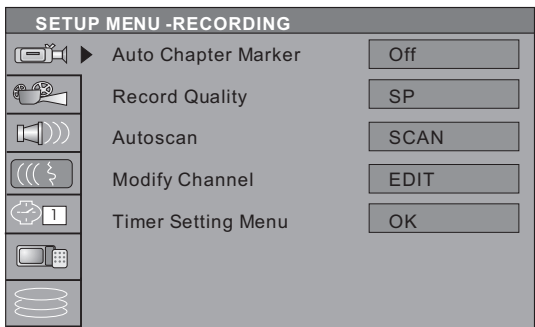 SETUP MENU -RECORDING
Auto Chapter Marker Off
Record Quality SP
Autoscan SCAN
Modify Channel EDIT
1
Timer Setting Menu OK